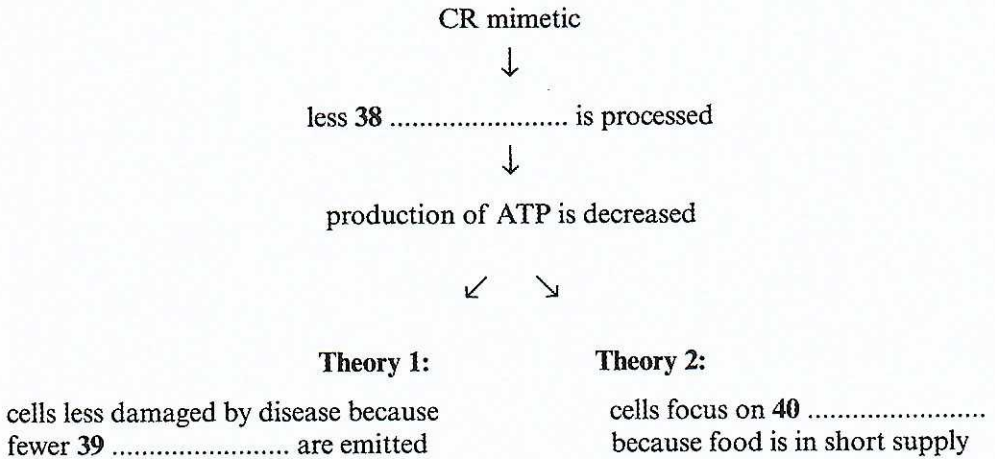 CR mimetic
↓
less 38 ........................ is processed
↓
production of ATP is decreased
↙ ↘
Theory 1:
cells less damaged by disease because
fewer 39 ........................ are emitted
Theory 2:
cells focus on 40 ........................
because food is in short supply